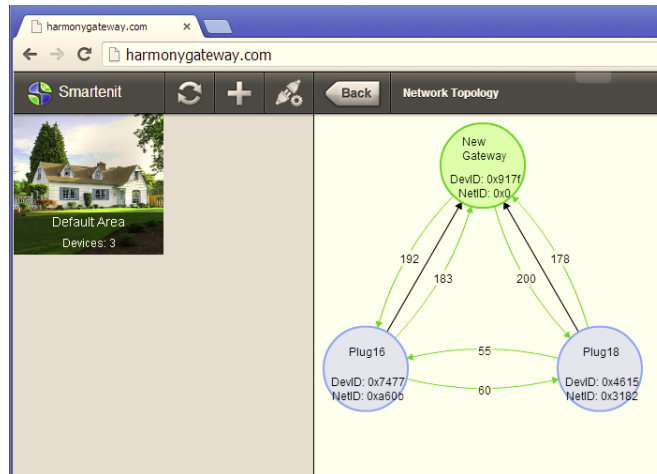 harmonygateway.com
harmonygateway.com
Smartenit
Back
Network Topology
Default Area
Devices: 3
New
Gateway
DevID: 0x917f
NetID: 0x0
192
183
200
178
Plug16
DevID: 0x7477
NetID: 0xa60b
55
60
Plug18
DevID: 0x4615
NetID: 0x3182